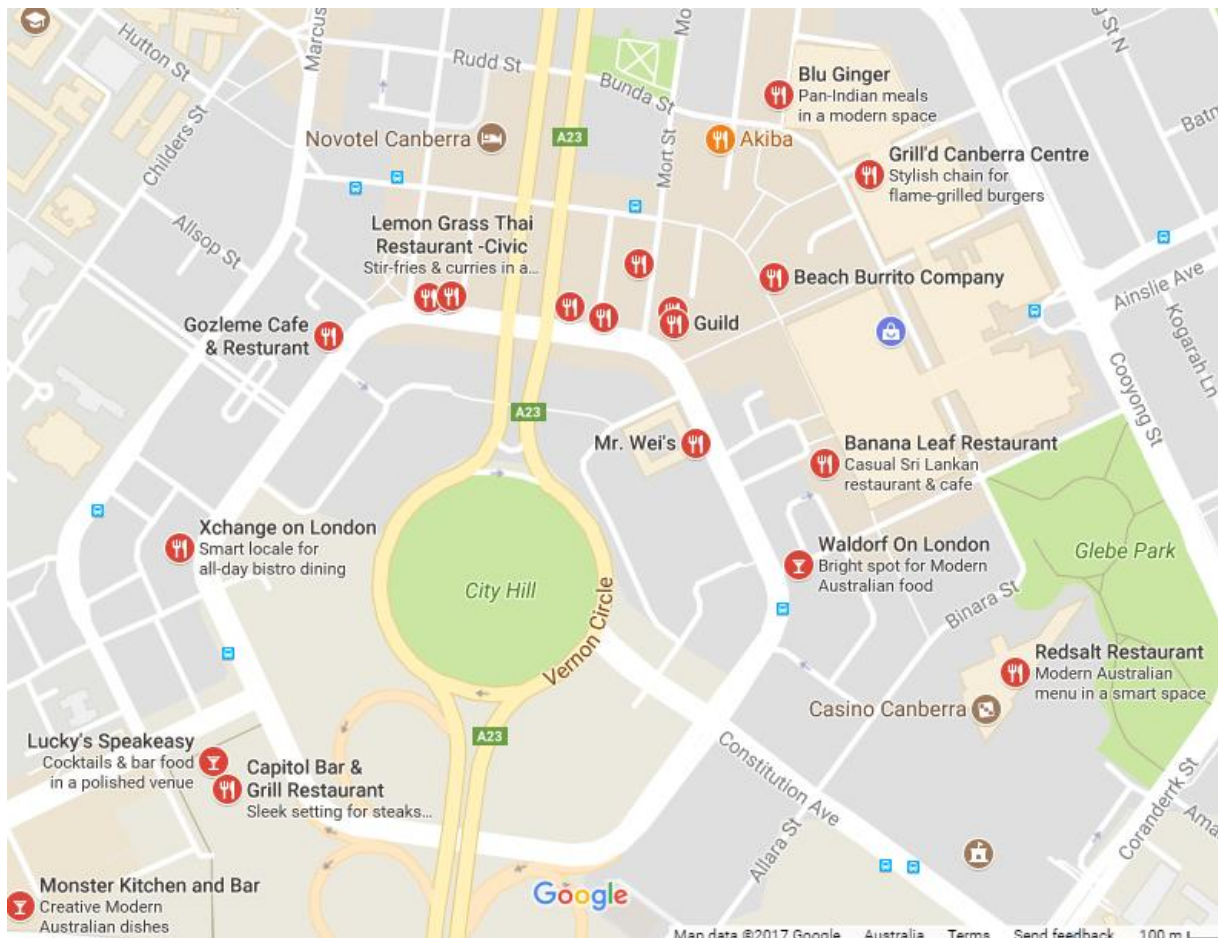 Hutton St
Marcus
Rudd St
Bunda St
Mo
g St N
Batm
Childers St
Novotel Canberra
A23
Mort St
Akiba
Blu Ginger
Pan-Indian meals
in a modern space
Grill'd Canberra Centre
Stylish chain for
flame-grilled burgers
Allsop St
Lemon Grass Thai
Restaurant -Civic
Stir-fries & curries in a...
Beach Burrito Company
Ainslie Ave
Kogarah Ln
Gozleme Cafe
& Resturant
Guild
Cooyong St
A23
Mr. Wei's
Banana Leaf Restaurant
Casual Sri Lankan
restaurant & cafe
Xchange on London
Smart locale for
all-day bistro dining
City Hill
Vernon Circle
Waldorf On London
Bright spot for Modern
Australian food
Glebe Park
Binara St
Redsalt Restaurant
Modern Australian
menu in a smart space
Casino Canberra
A23
Lucky's Speakeasy
Cocktails & bar food
in a polished venue
Capitol Bar &
Grill Restaurant
Sleek setting for steaks...
Constitution Ave
Allara St
Coranderrk St
Ama
Monster Kitchen and Bar
Creative Modern
Australian dishes
Google
Map data ©2017 Google Australia Terms Send feedback 100 m